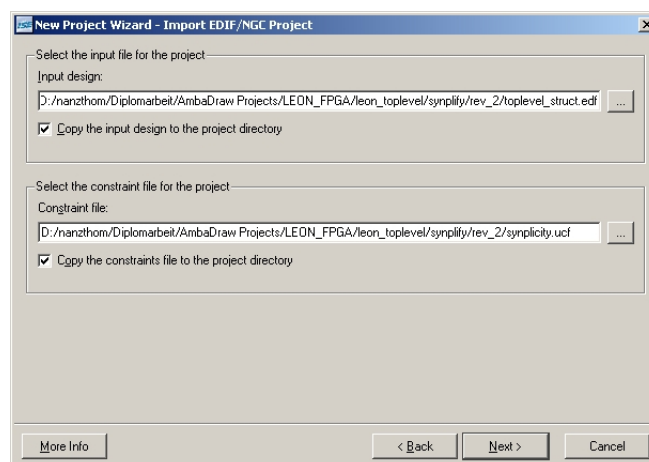 ISE New Project Wizard - Import EDIF/NGC Project
Select the input file for the project
Input design:
D:/nanzthom/Diplomarbeit/AmbaDraw Projects/LEON_FPGA/leon_toplevel/synplify/rev_2/toplevel_struct.edf ...
Copy the input design to the project directory
Select the constraint file for the project
Constraint file:
D:/nanzthom/Diplomarbeit/AmbaDraw Projects/LEON_FPGA/leon_toplevel/synplify/rev_2/synplicity.ucf ...
Copy the constraints file to the project directory
More Info < Back Next > Cancel